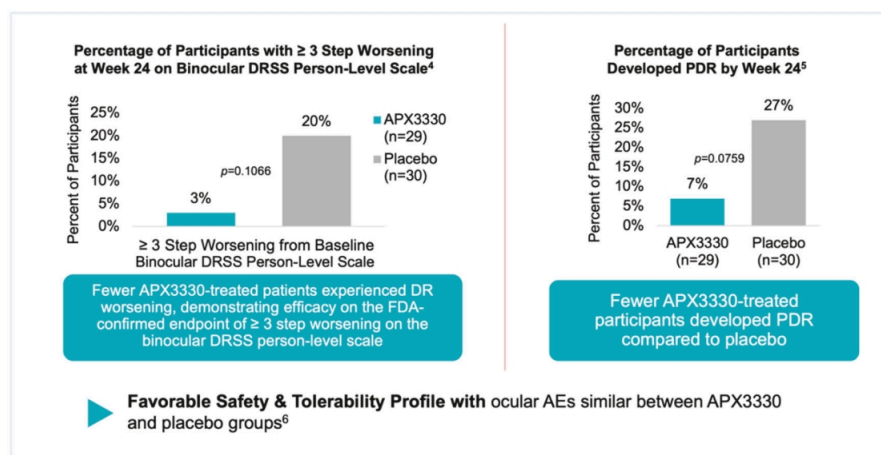 Percentage of Participants with ≥ 3 Step Worsening
at Week 24 on Binocular DRSS Person-Level Scale⁴
Percent of Participants
25%
20%
15%
10%
5%
0%
3%
p=0.1066
20%
APX3330
(n=29)
Placebo
(n=30)
≥ 3 Step Worsening from Baseline
Binocular DRSS Person-Level Scale
Fewer APX3330-treated patients experienced DR
worsening, demonstrating efficacy on the FDA-
confirmed endpoint of ≥ 3 step worsening on the
binocular DRSS person-level scale
Percentage of Participants
Developed PDR by Week 24⁵
Percent of Participants
30%
25%
20%
15%
10%
5%
0%
7%
p=0.0759
27%
APX3330
(n=29)
Placebo
(n=30)
Fewer APX3330-treated
participants developed PDR
compared to placebo
Favorable Safety & Tolerability Profile with ocular AEs similar between APX3330
and placebo groups⁶